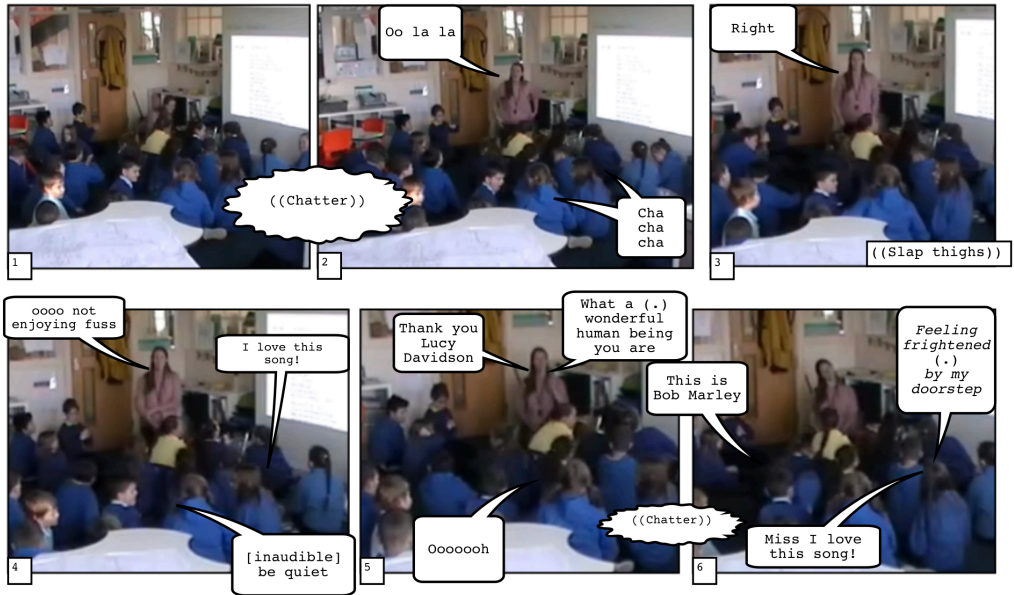 ((Chatter))
1
Oo la la
Cha
cha
cha
2
Right
((Slap thighs))
3
oooo not
enjoying fuss
I love this
song!
[inaudible]
be quiet
4
Thank you
Lucy
Davidson
What a (.)
wonderful
human being
you are
Ooooooh
5
((Chatter))
This is
Bob Marley
Feeling
frightened
(.)
by my
doorstep
Miss I love
this song!
6